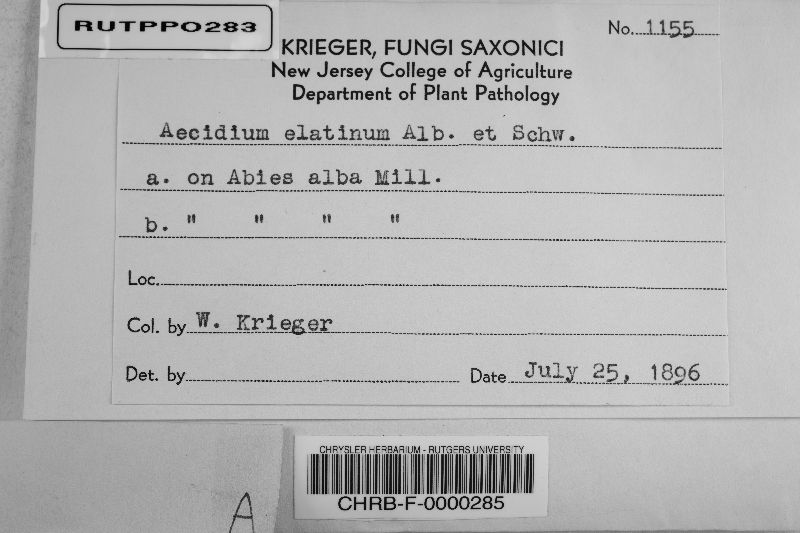 RUTPPO283
No. 1155
KRIEGER, FUNGI SAXONICI
New Jersey College of Agriculture
Department of Plant Pathology
Aecidium elatinum Alb. et Schw.
a. on Abies alba Mill.
b. " " " "
Loc.
Col. by W. Krieger
Det. by Date July 25, 1896
CHRYSLER HERBARIUM - RUTGERS UNIVERSITY
CHRB-F-0000285
A